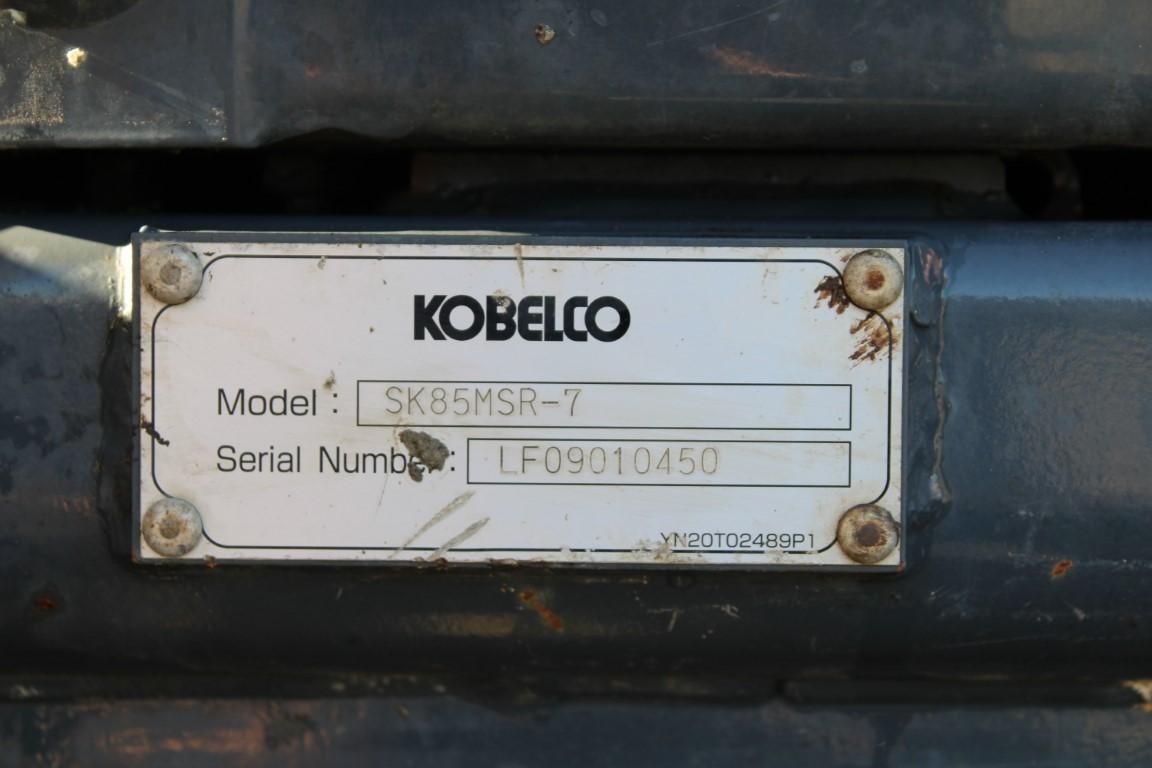 KOBELCO
Model : SK85MSR-7
Serial Number : LF09010450
YN20T02489P1